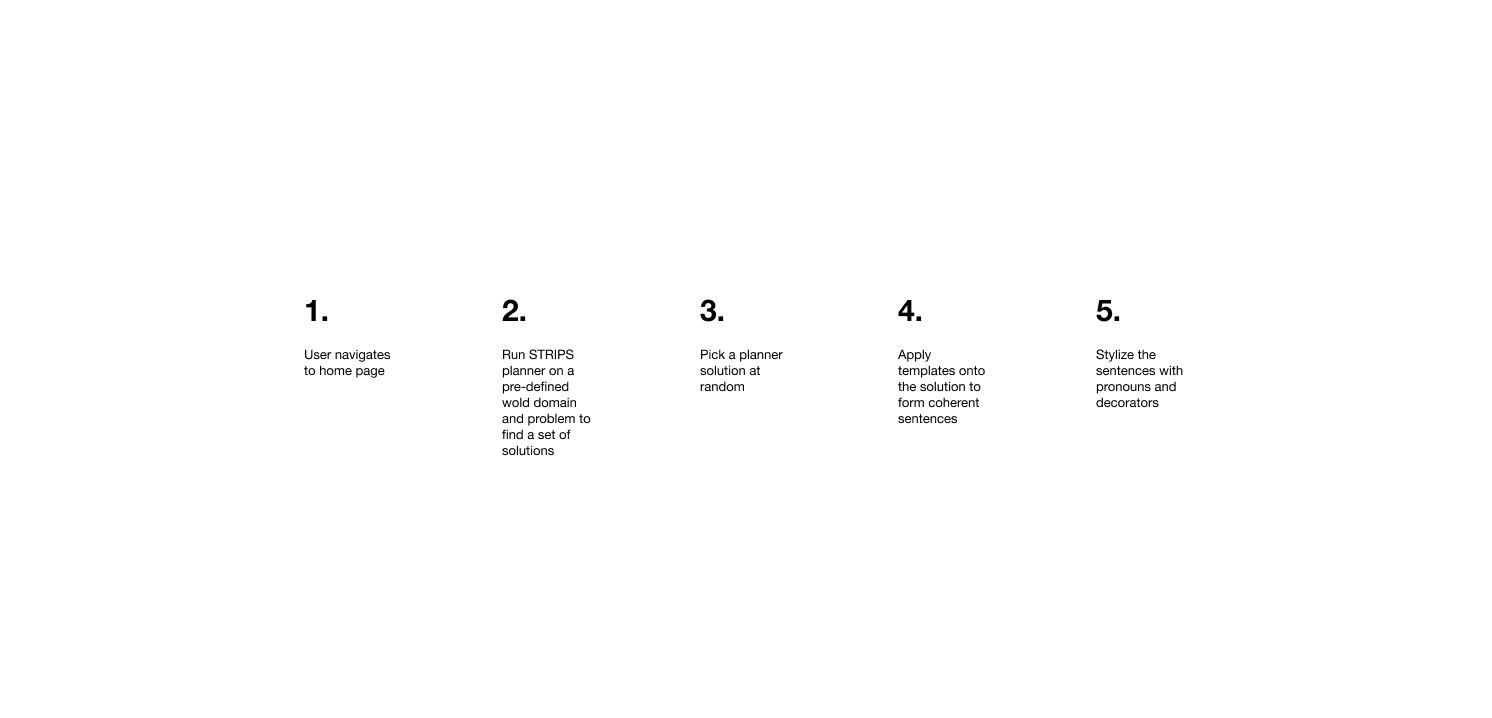 1.
User navigates
to home page
2.
Run STRIPS
planner on a
pre-defined
wold domain
and problem to
find a set of
solutions
3.
Pick a planner
solution at
random
4.
Apply
templates onto
the solution to
form coherent
sentences
5.
Stylize the
sentences with
pronouns and
decorators